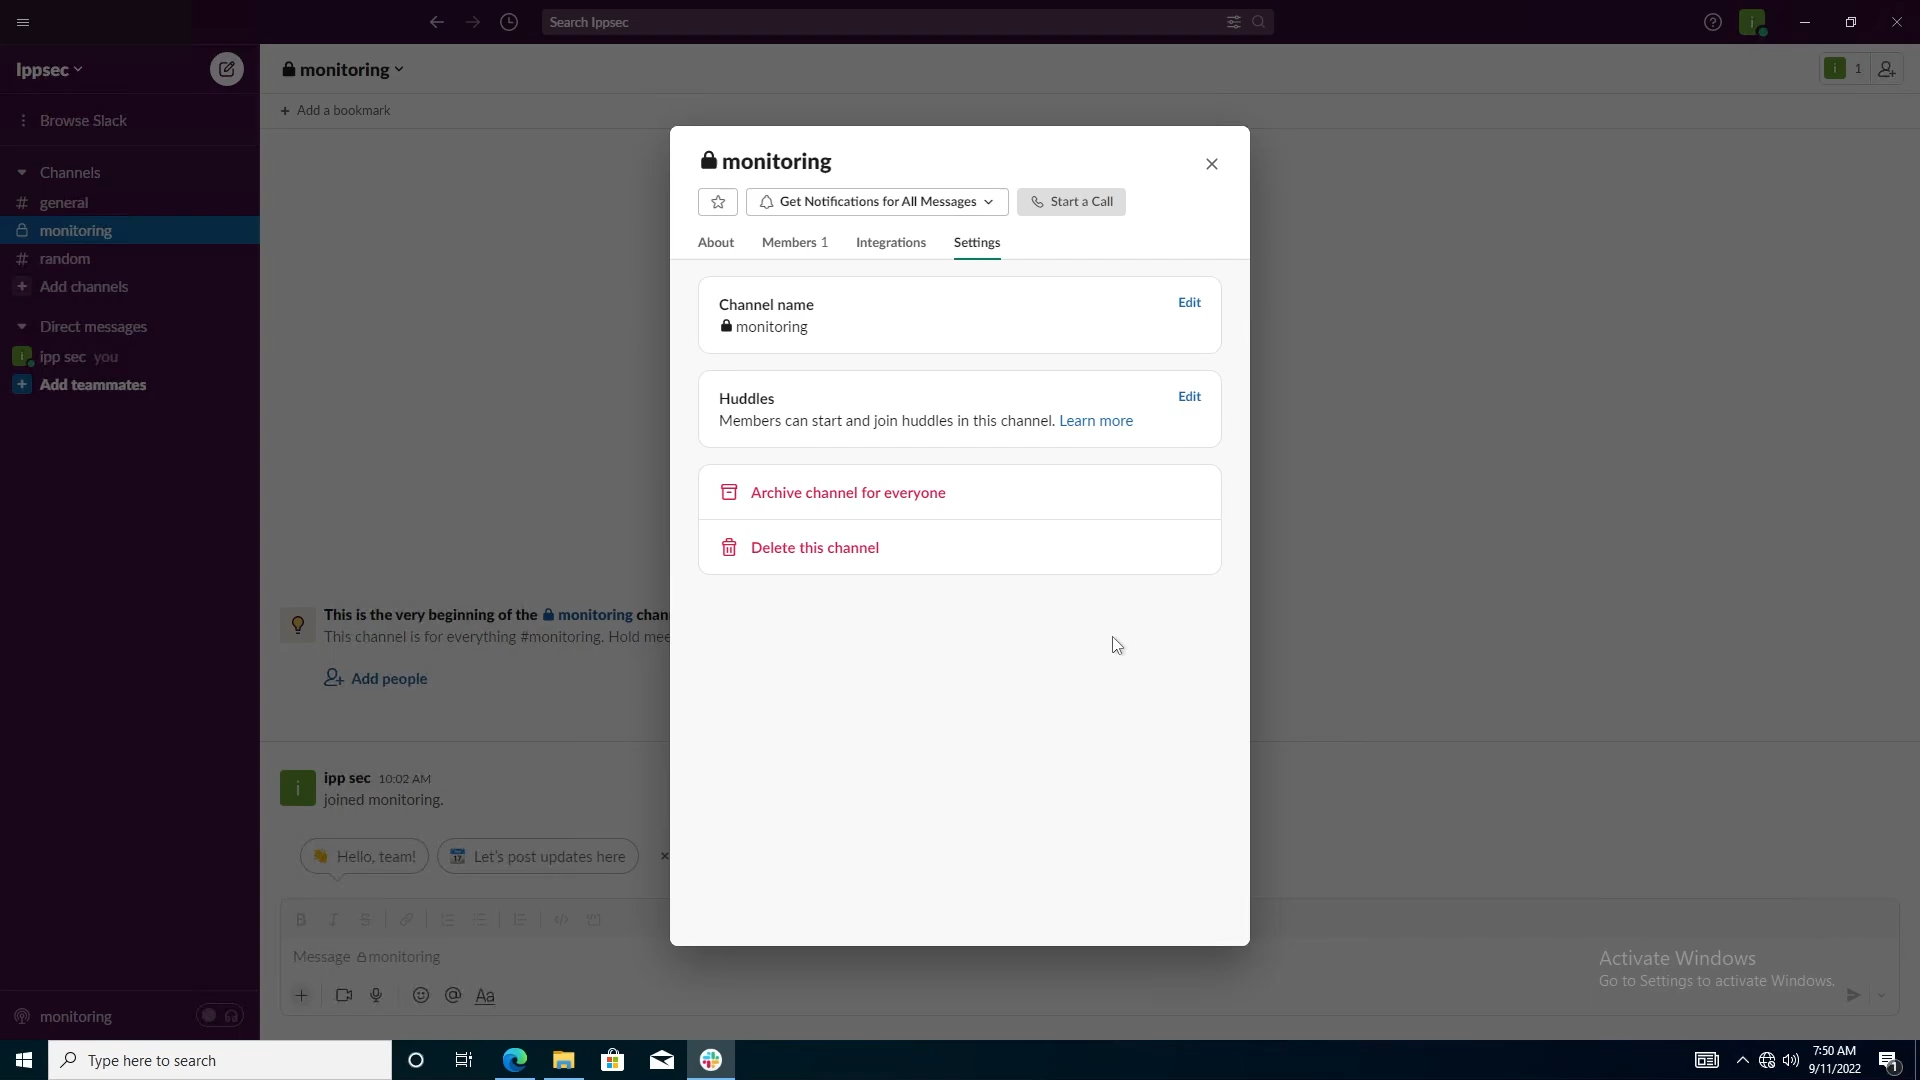 Search Ippsec
i
Ippsec
monitoring
i 1
Add a bookmark
Browse Slack
Channels
general
monitoring
random
Add channels
Direct messages
i ipp sec you
Add teammates
monitoring
Get Notifications for All Messages
Start a Call
About
Members 1
Integrations
Settings
Channel name
Edit
monitoring
Huddles
Edit
Members can start and join huddles in this channel. Learn more
Archive channel for everyone
Delete this channel
This is the very beginning of the monitoring chan
This channel is for everything #monitoring. Hold mee
Add people
i
ipp sec 10:02 AM
joined monitoring.
Hello, team!
Let's post updates here
Message monitoring
Aa
Activate Windows
Go to Settings to activate Windows.
monitoring
Type here to search
7:50 AM
9/11/2022
1